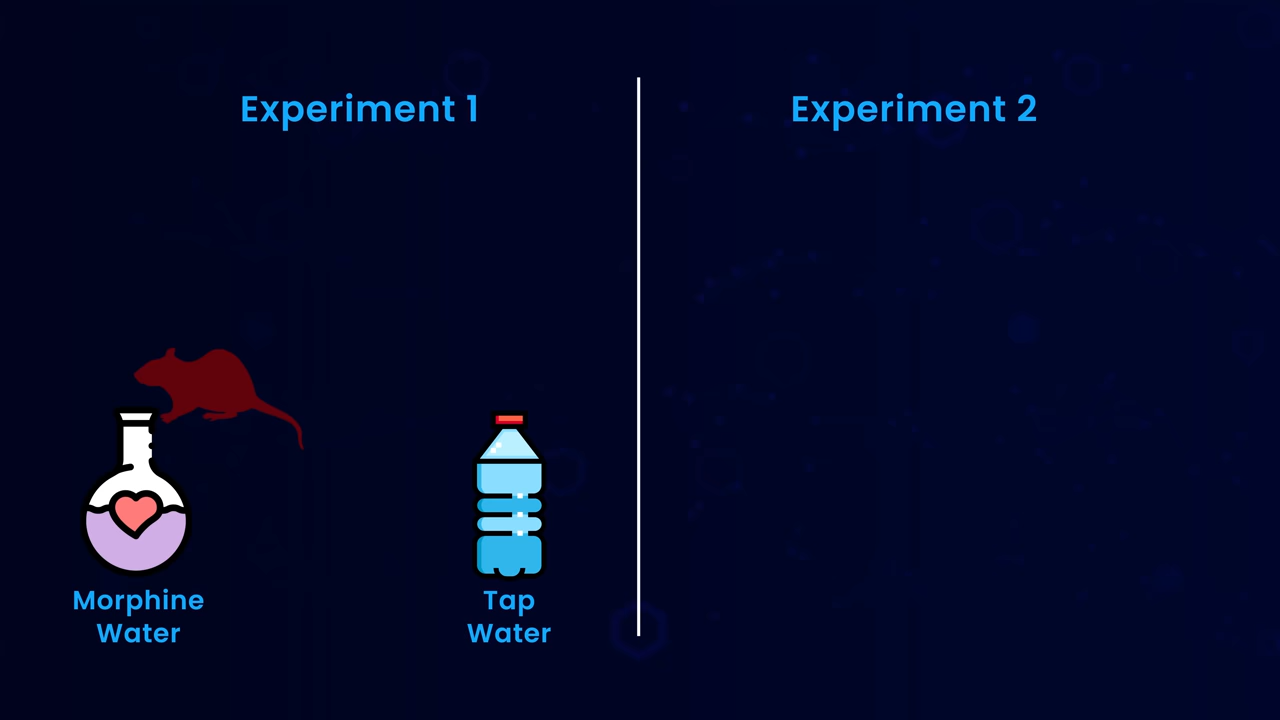 Experiment 1
Experiment 2
Morphine
Water
Tap
Water